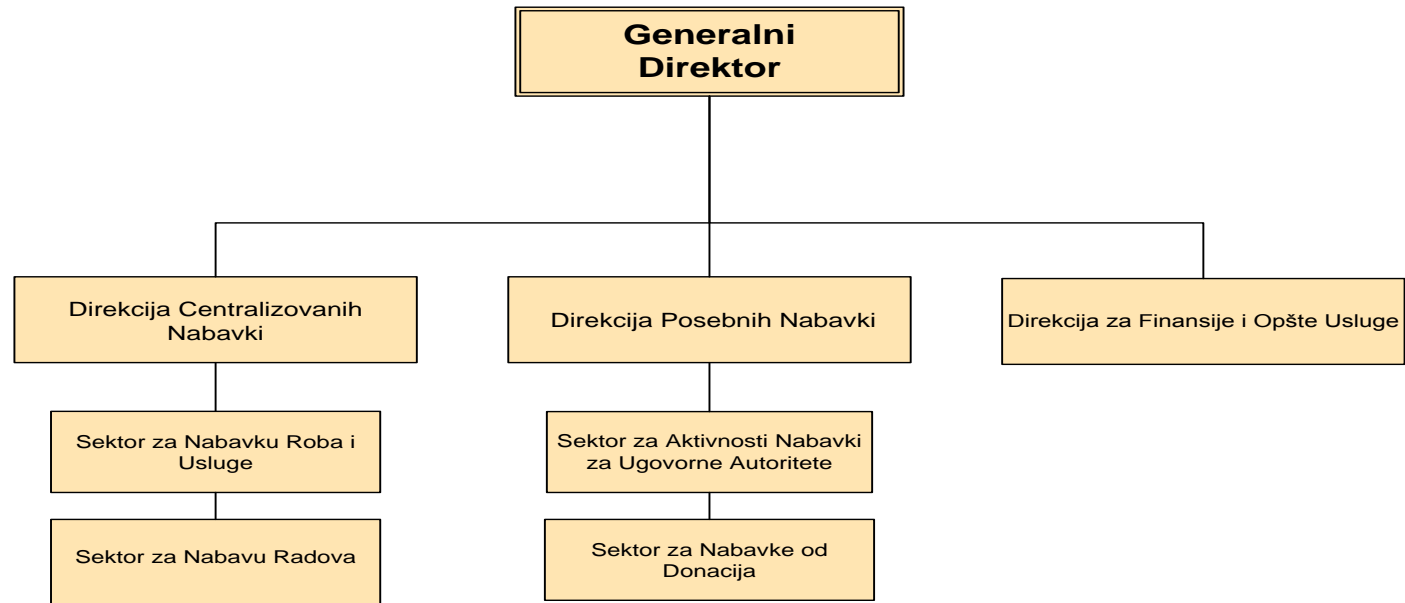 Generalni
Direktor
Direkcija Centralizovanih
Nabavki
Direkcija Posebnih Nabavki
Direkcija za Finansije i Opšte Usluge
Sektor za Nabavku Roba i
Usluge
Sektor za Aktivnosti Nabavki
za Ugovorne Autoritete
Sektor za Nabavu Radova
Sektor za Nabavke od
Donacija